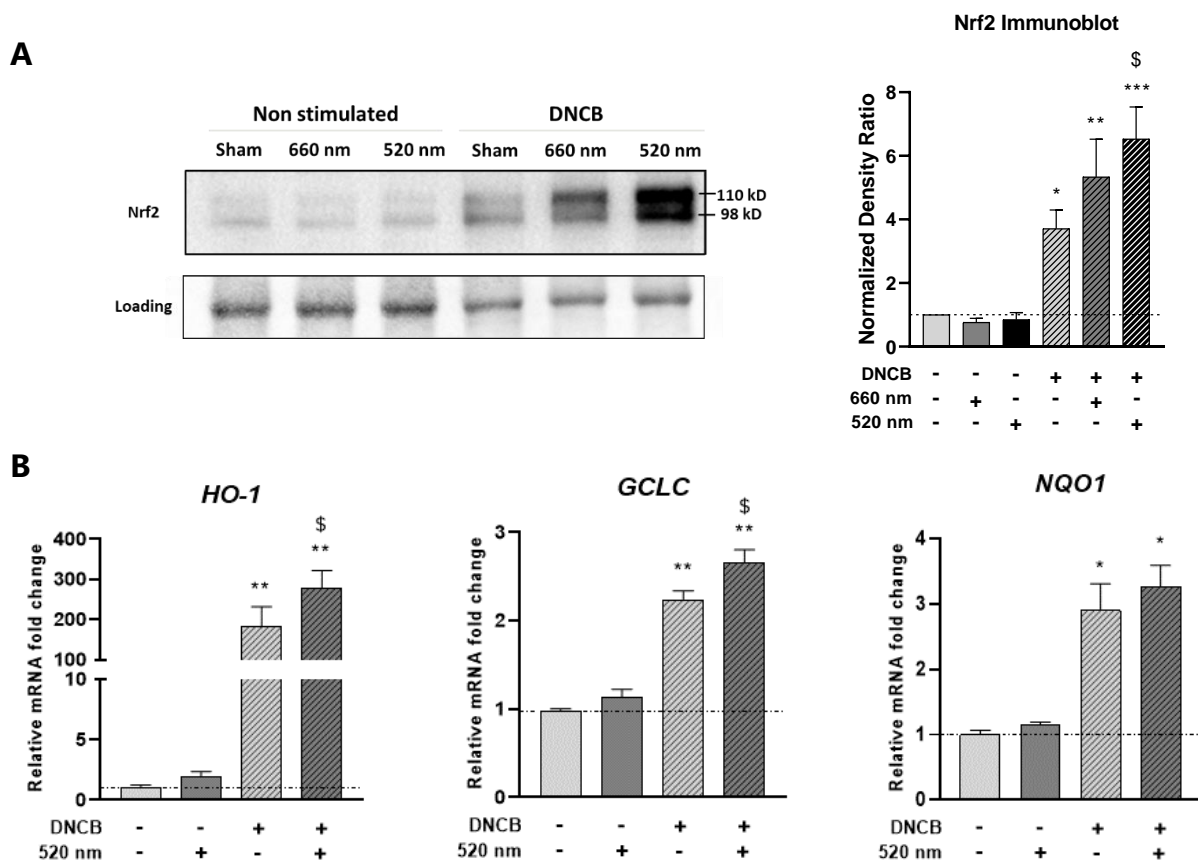 A
Non stimulated DNCB
Sham 660 nm 520 nm Sham 660 nm 520 nm
Nrf2
110 kD
98 kD
Loading
Nrf2 Immunoblot
Normalized Density Ratio
8
6
4
2
0
*
**
***
$
DNCB - - - + + +
660 nm - + - - + -
520 nm - - + - - +
B
HO-1
Relative mRNA fold change
400
300
200
100
10
5
0
**
**
$
DNCB - - + +
520 nm - + - +
GCLC
Relative mRNA fold change
3
2
1
0
**
**
$
DNCB - - + +
520 nm - + - +
NQO1
Relative mRNA fold change
4
3
2
1
0
*
*
DNCB - - + +
520 nm - + - +